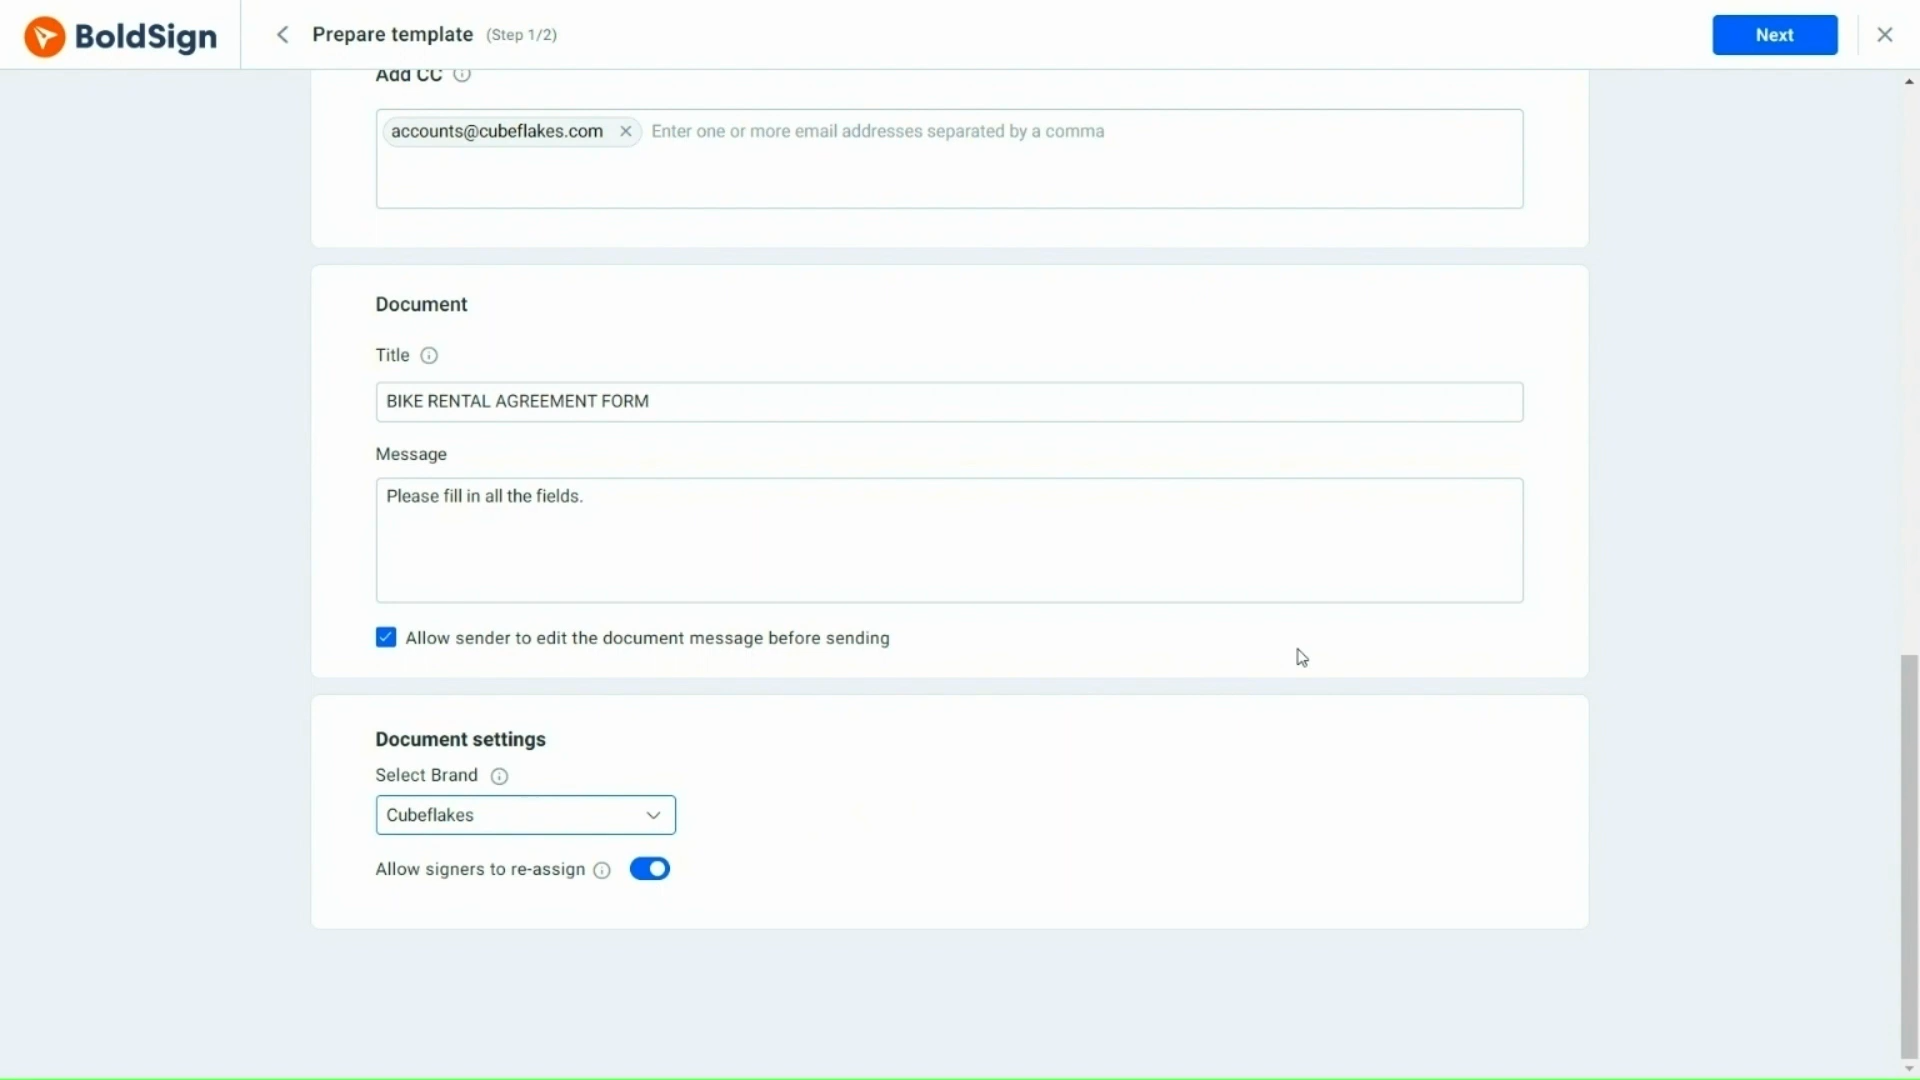 BoldSign
Prepare template (Step 1/2)
Next
Add CC
accounts@cubeflakes.com Enter one or more email addresses separated by a comma
Document
Title
BIKE RENTAL AGREEMENT FORM
Message
Please fill in all the fields.
Allow sender to edit the document message before sending
Document settings
Select Brand
Cubeflakes
Allow signers to re-assign